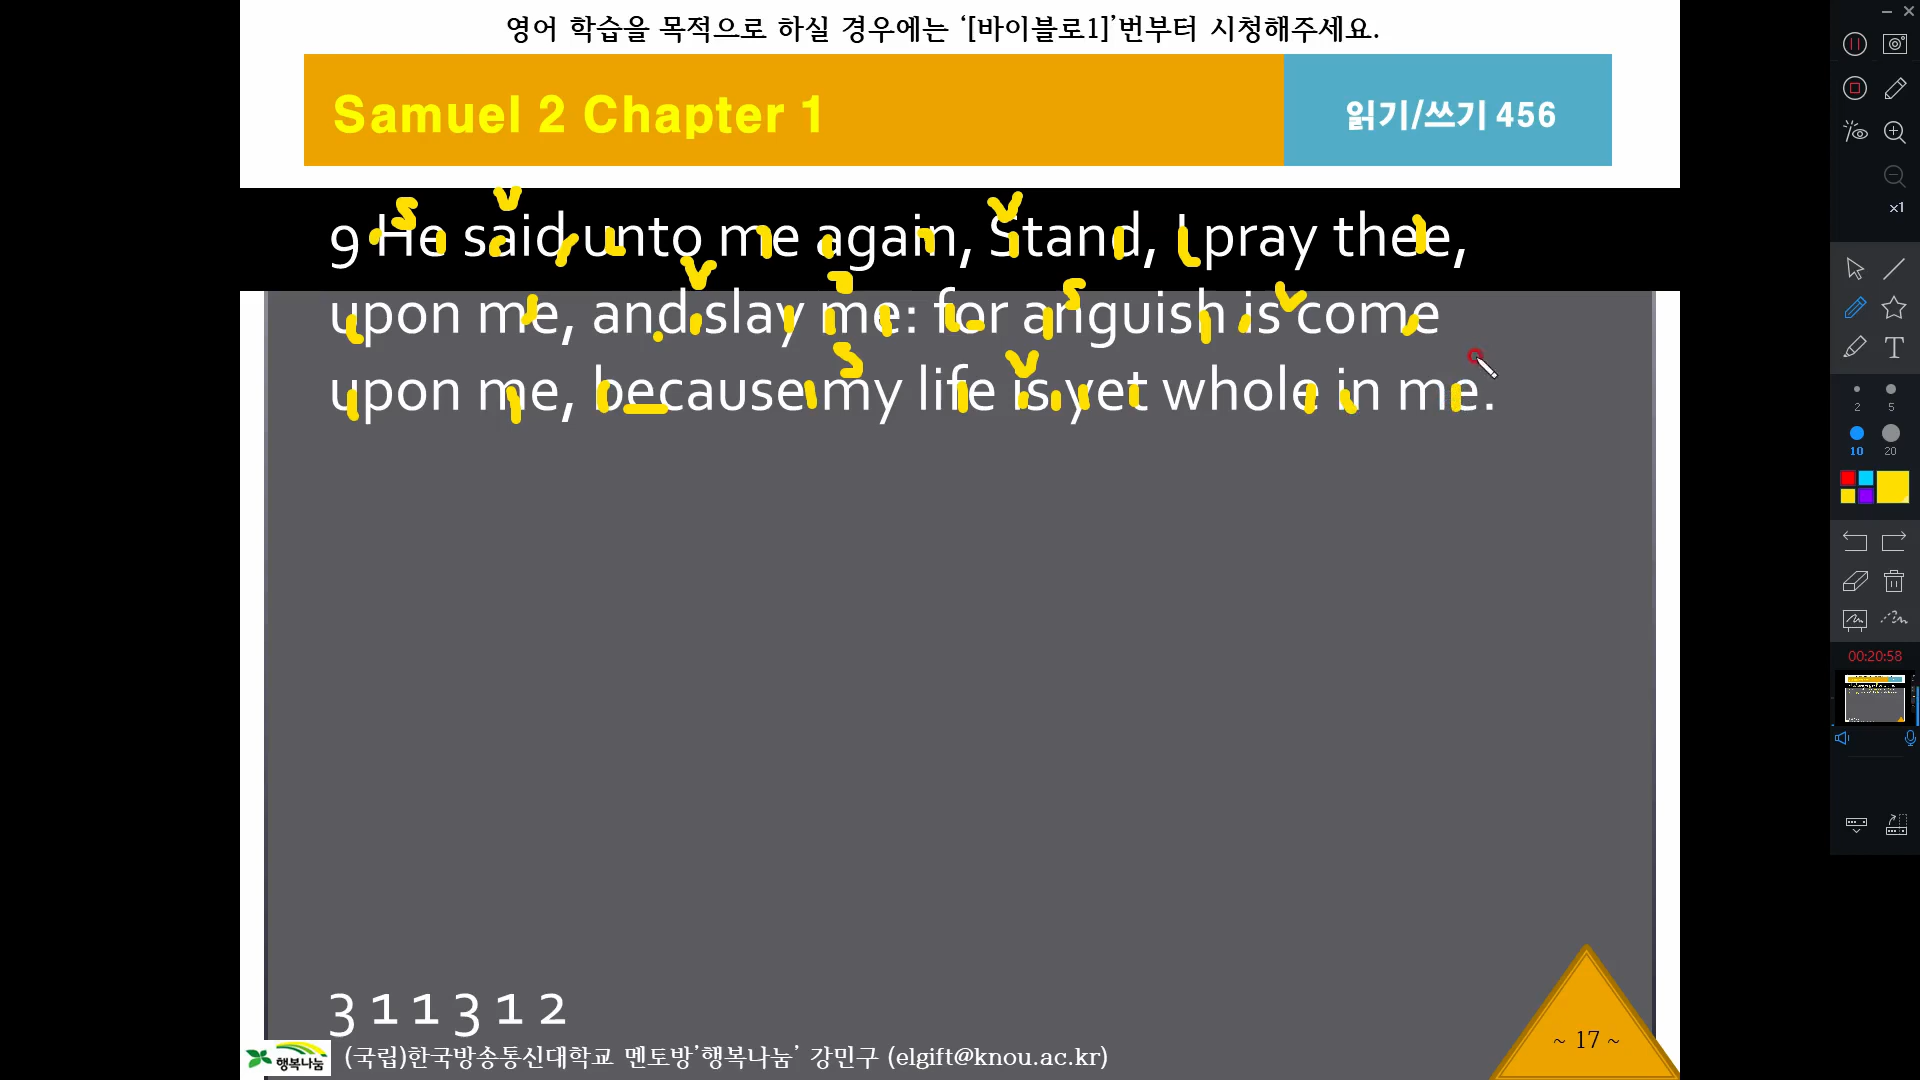 영어 학습을 목적으로 하실 경우에는 ‘[바이블로1]’번부터 시청해주세요.
Samuel 2 Chapter 1
읽기/쓰기 456
S V V
9 He said unto me again, Stand, I pray thee,
V S V
upon me, and slay me: for anguish is come
S V
upon me, because my life is yet whole in me.
3 1 1 3 1 2
행복나눔 (국립)한국방송통신대학교 멘토방’행복나눔’ 강민구 (elgift@knou.ac.kr)
~ 17 ~
x1
T
2 5
10 20
00:20:58